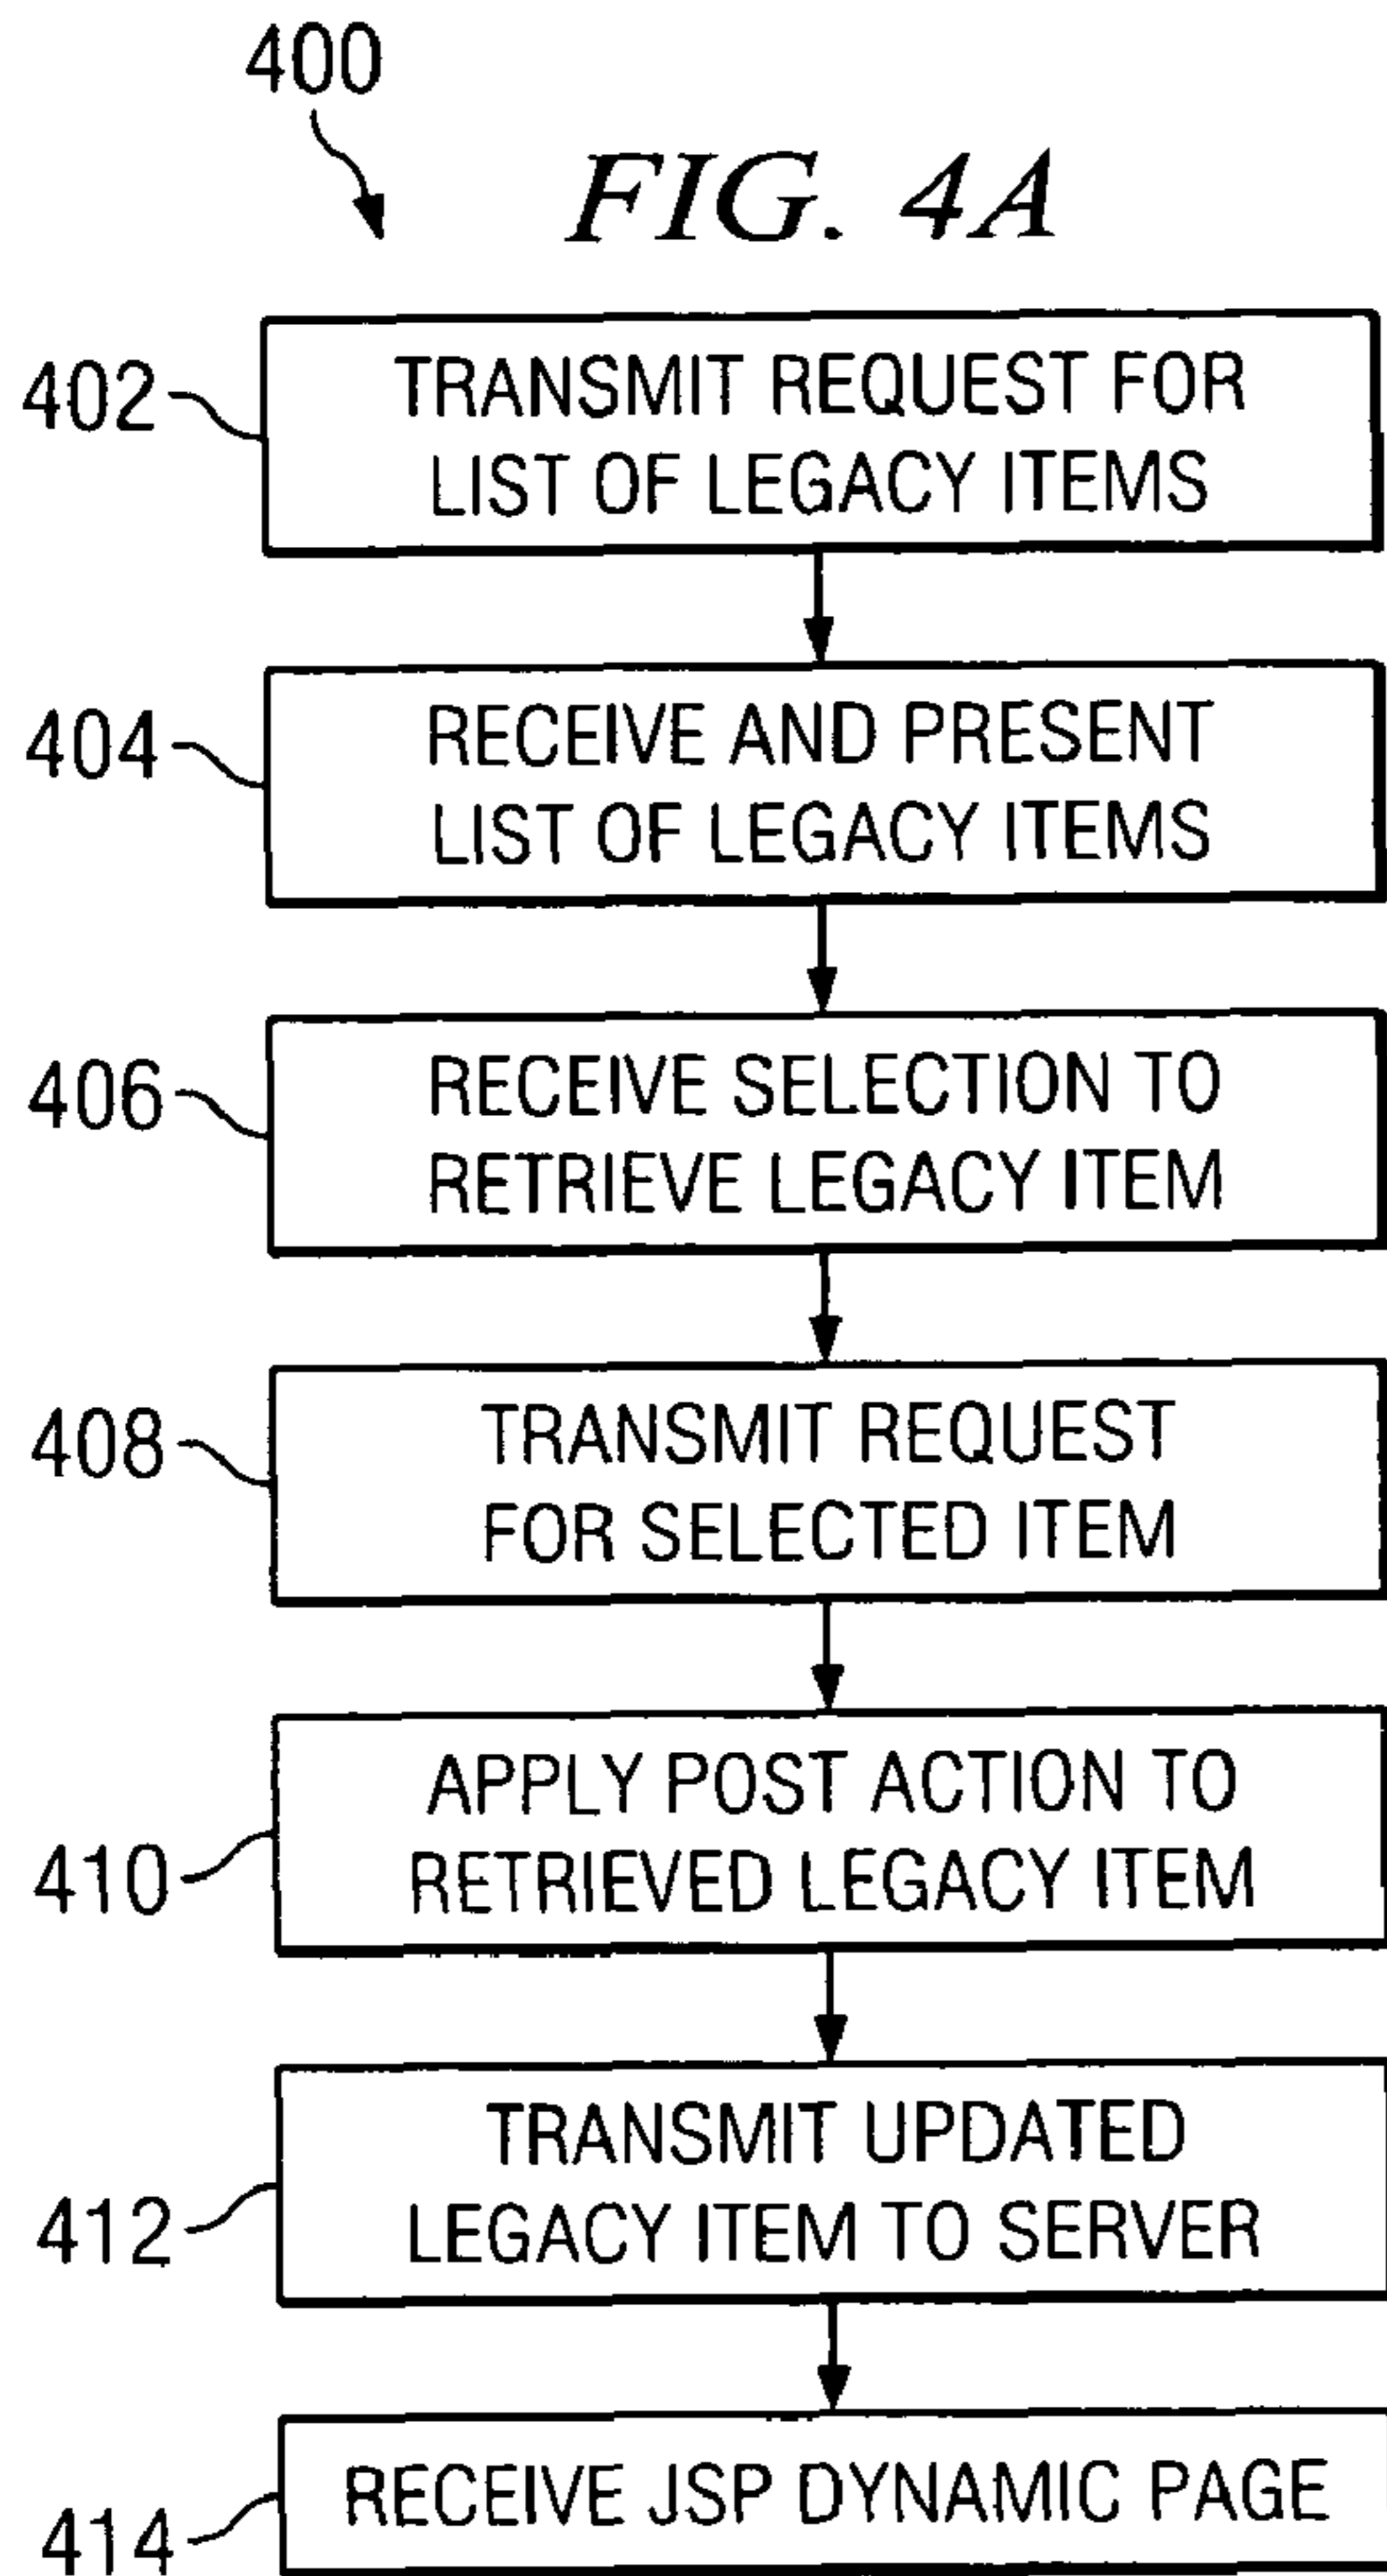 400
FIG. 4A
402
TRANSMIT REQUEST FOR
LIST OF LEGACY ITEMS
404
RECEIVE AND PRESENT
LIST OF LEGACY ITEMS
406
RECEIVE SELECTION TO
RETRIEVE LEGACY ITEM
408
TRANSMIT REQUEST
FOR SELECTED ITEM
410
APPLY POST ACTION TO
RETRIEVED LEGACY ITEM
412
TRANSMIT UPDATED
LEGACY ITEM TO SERVER
414
RECEIVE JSP DYNAMIC PAGE